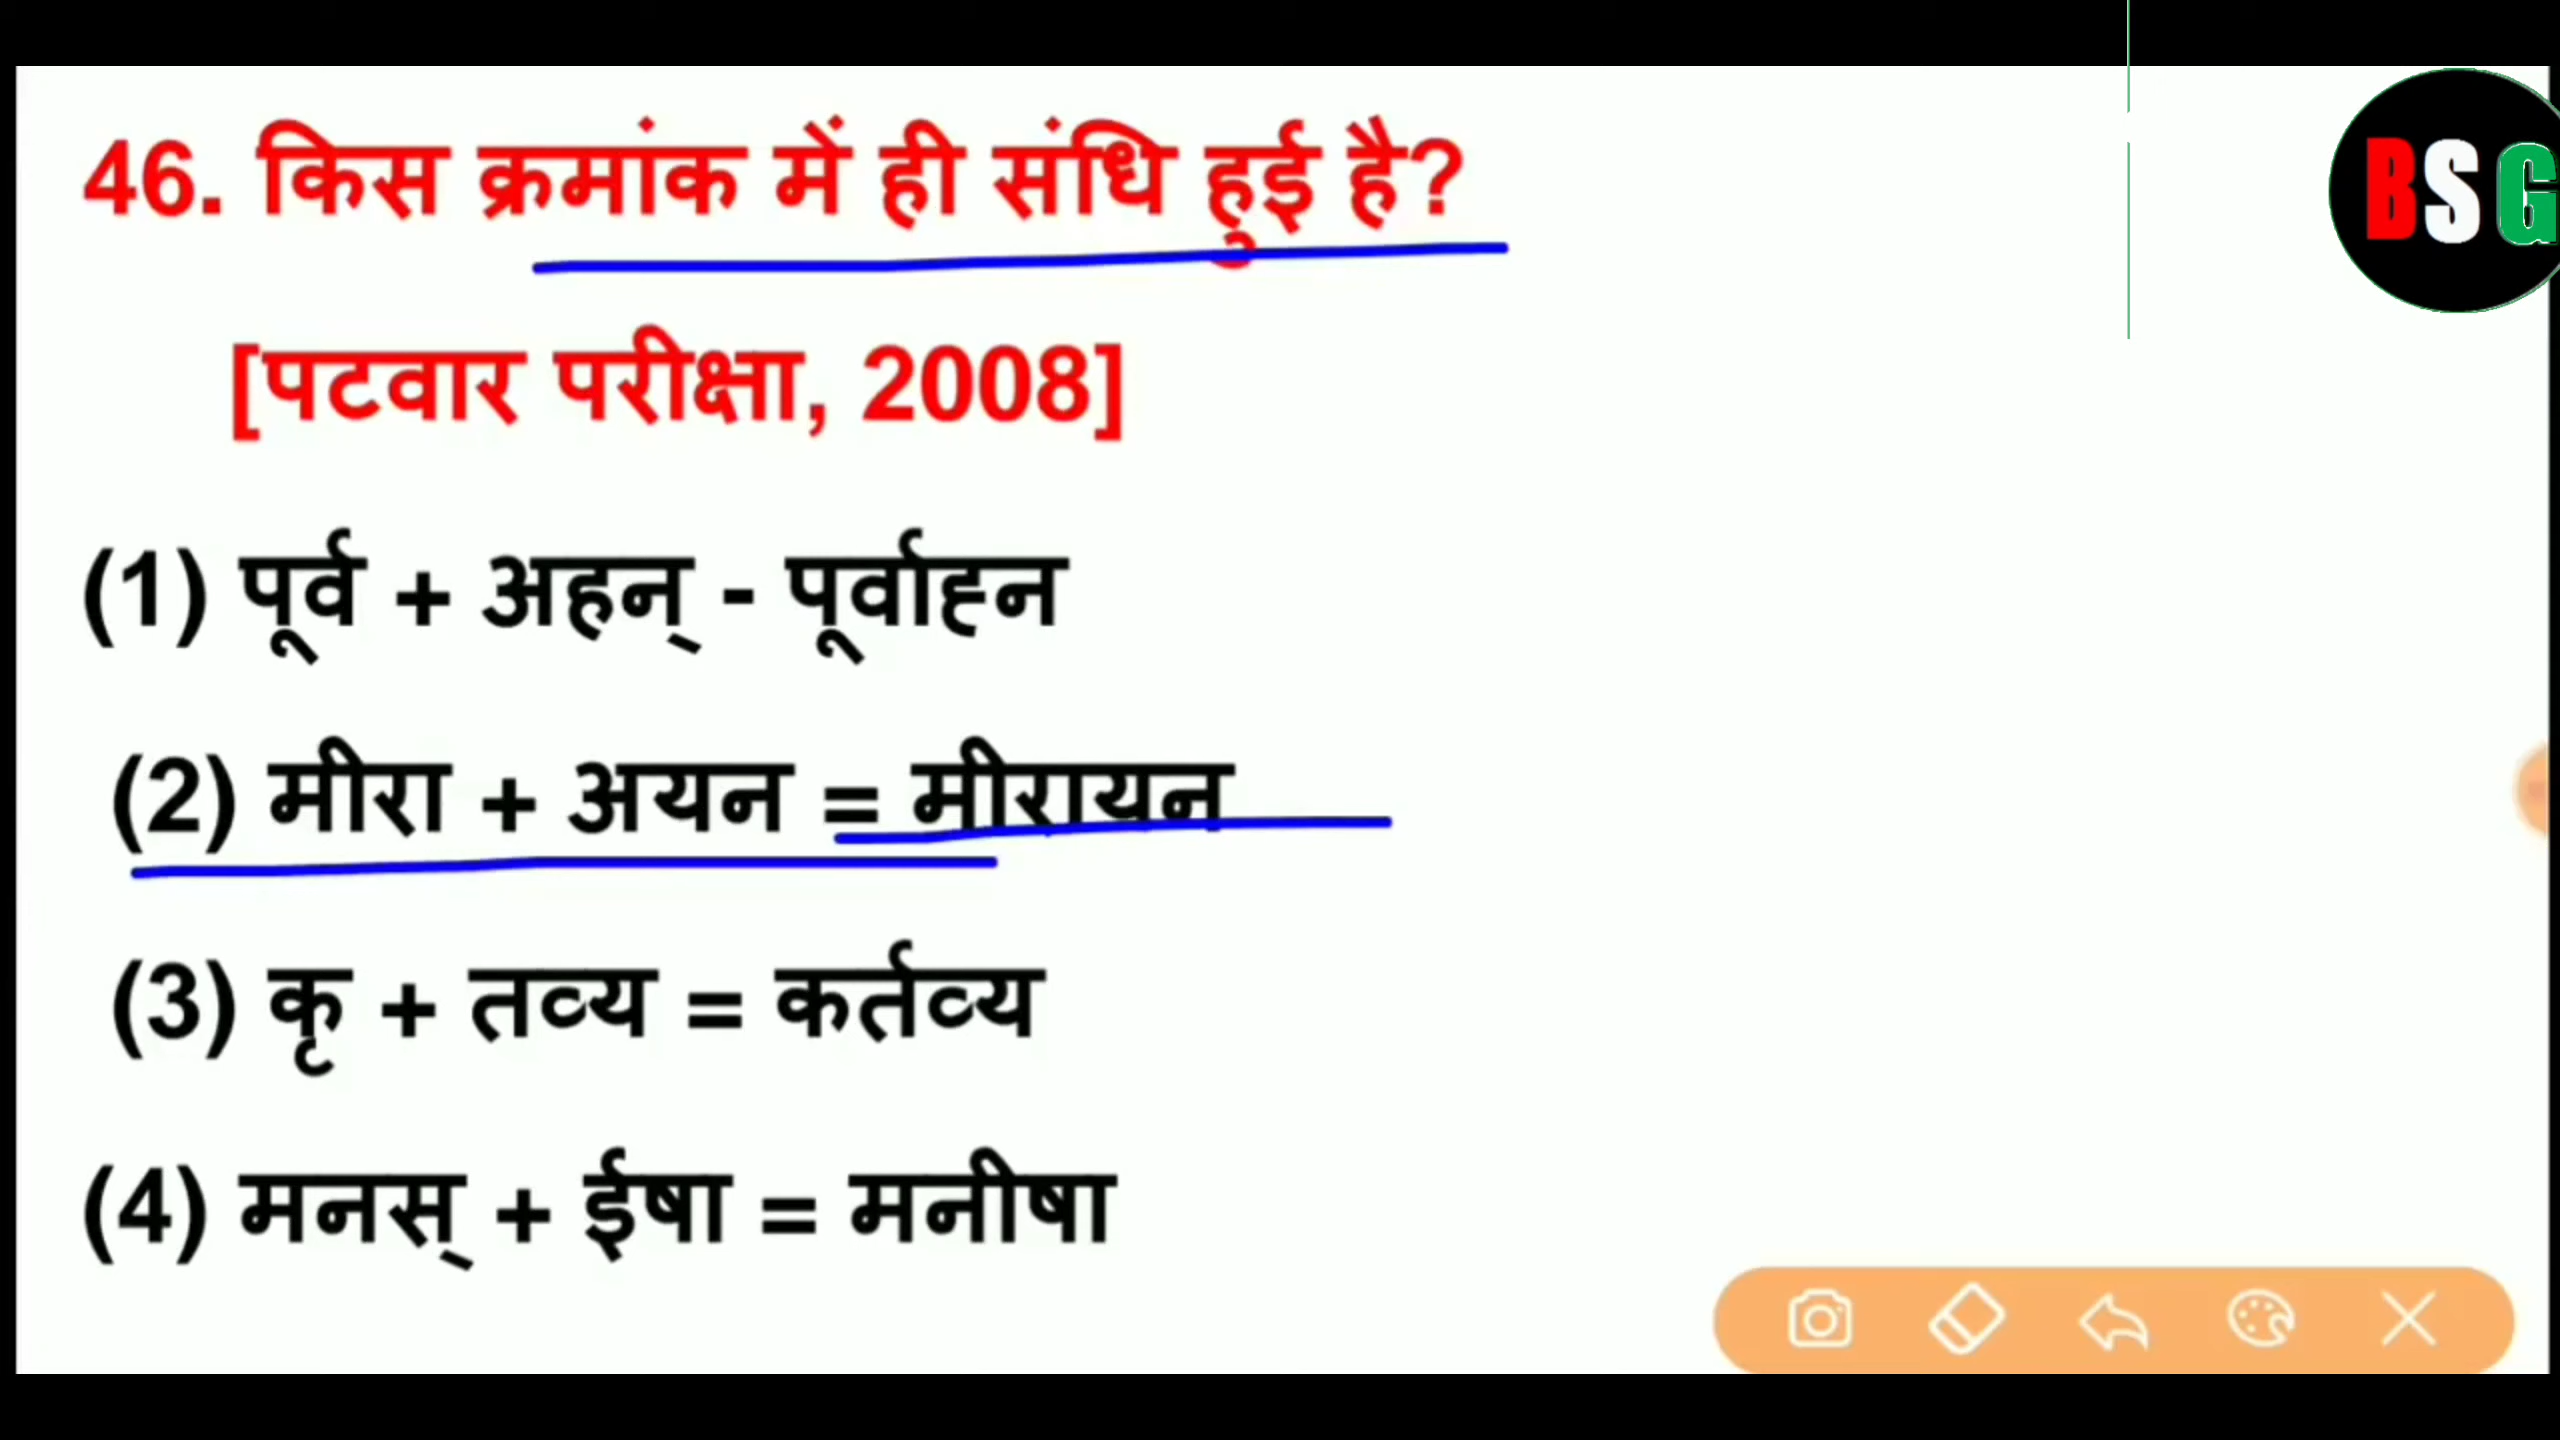 46. किस क्रमांक में ही संधि हुई है?
BSG
[पटवार परीक्षा, 2008]
(1) पूर्व + अहन् - पूर्वाह्न
(2) मीरा + अयन = मीरायन
(3) कृ + तव्य = कर्तव्य
(4) मनस् + ईषा = मनीषा